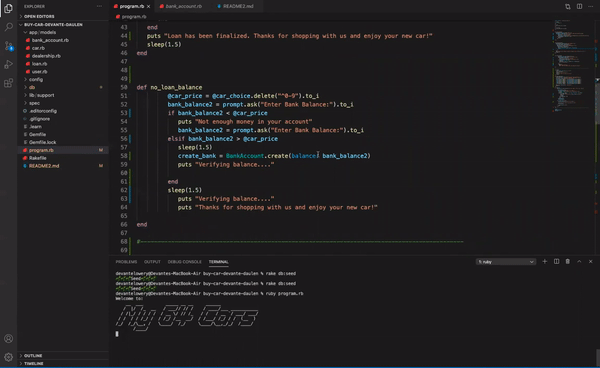 program.rb
bank_account.rb
README2.md
EXPLORER
OPEN EDITORS
BUY-CAR-DEVANTE-DAULEN
app/models
bank_account.rb
car.rb
dealership.rb
loan.rb
user.rb
config
db
lib | support
spec
.editorconfig
.gitignore
.learn
Gemfile
Gemfile.lock
program.rb M
Rakefile
README2.md M
OUTLINE
TIMELINE
43 end
44 puts "Loan has been finalized. Thanks for shopping with us and enjoy your new car!"
45 sleep(1.5)
46 end
48
49
50 def no_loan_balance
51 @car_price = @car_choice.delete("^0-9").to_i
52 bank_balance2 = prompt.ask("Enter Bank Balance:").to_i
53 if bank_balance2 < @car_price
54 puts "Not enough money in your account"
55 bank_balance2 = prompt.ask("Enter Bank Balance:").to_i
56 elsif bank_balance2 > @car_price
57 sleep(1.5)
58 create_bank = BankAccount.create(balance: bank_balance2)
59 puts "Verifying balance...."
60
61 end
62 sleep(1.5)
63 puts "Verifying balance...."
64 puts "Thanks for shopping with us and enjoy your new car!"
65
66 end
67
68
69
PROBLEMS OUTPUT DEBUG CONSOLE TERMINAL
ruby
devantelowery@Devantes-MacBook-Air buy-car-devante-daulen % rake db:seed
devantelowery@Devantes-MacBook-Air buy-car-devante-daulen % rake db:seed
devantelowery@Devantes-MacBook-Air buy-car-devante-daulen % ruby program.rb
Welcome to: